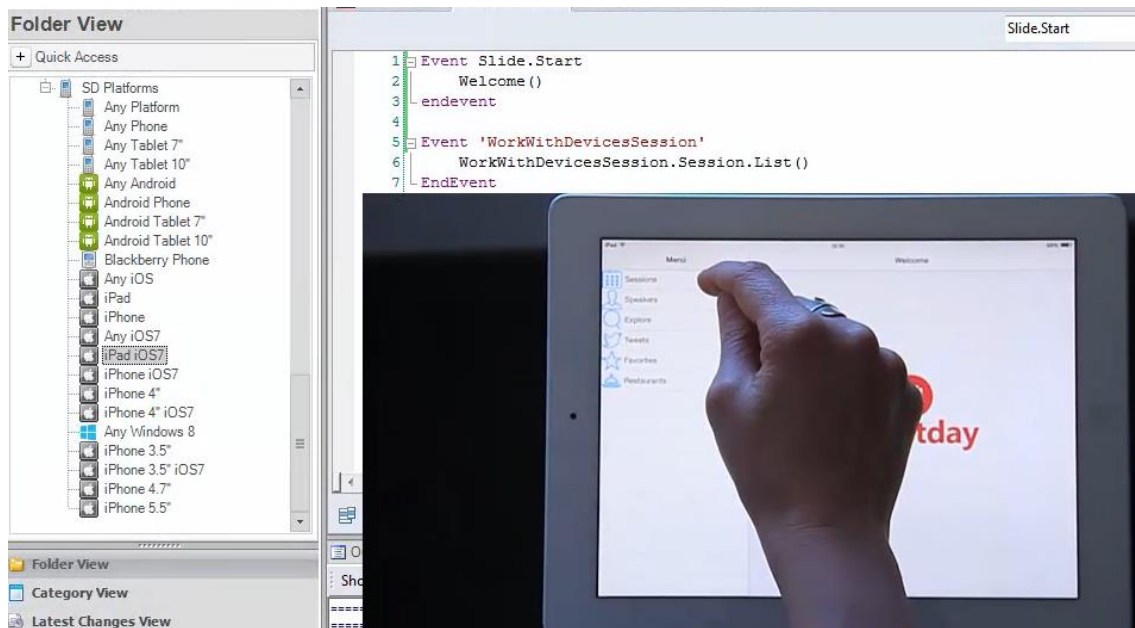 Folder View
+ Quick Access
SD Platforms
Any Platform
Any Phone
Any Tablet 7"
Any Tablet 10"
Any Android
Android Phone
Android Tablet 7"
Android Tablet 10"
Blackberry Phone
Any iOS
iPad
iPhone
Any iOS7
iPad iOS7
iPhone iOS7
iPhone 4"
iPhone 4" iOS7
Any Windows 8
iPhone 3.5"
iPhone 3.5" iOS7
iPhone 4.7"
iPhone 5.5"
Folder View
Category View
Latest Changes View
Slide.Start
1 Event Slide.Start
2 Welcome()
3 endevent
4
5 Event 'WorkWithDevicesSession'
6 WorkWithDevicesSession.Session.List()
7 EndEvent
iPad
Menú
Welcome
Sessions
Speakers
Explore
Tweets
Favorites
Restaurants
tday